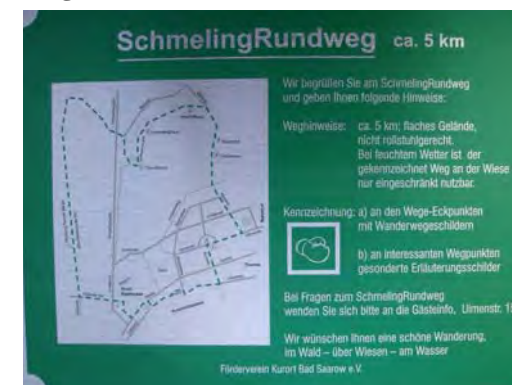 SchmelingRundweg ca. 5 km
Wir begrüßen Sie am SchmelingRundweg
und geben Ihnen folgende Hinweise:
Weghinweise: ca. 5 km; flaches Gelände,
nicht rollstuhlgerecht.
Bei feuchtem Wetter ist der
gekennzeichnet Weg an der Wiese
nur eingeschränkt nutzbar.
Kennzeichnung: a) an den Wege-Eckpunkten
mit Wanderwegeschildern
b) an interessanten Wegpunkten
gesonderte Erläuterungsschilder
Bei Fragen zum SchmelingRundweg
wenden Sie sich bitte an die Gästeinfo, Ulmenstr. 15
Wir wünschen Ihnen eine schöne Wanderung,
im Wald – über Wiesen – am Wasser
Förderverein Kurort Bad Saarow e.V.